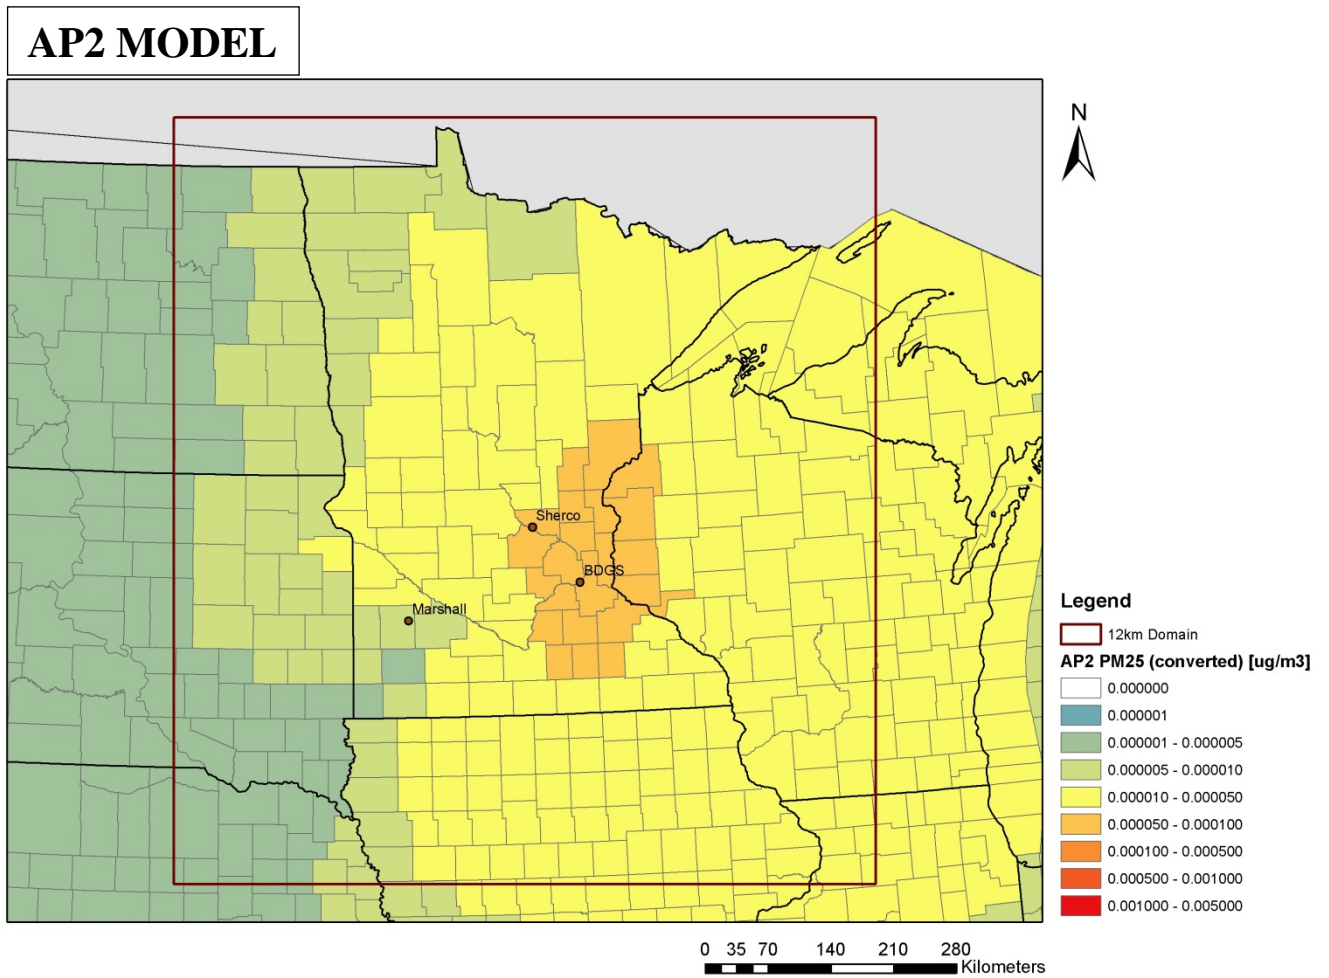 AP2 MODEL
N
Sherco
BDGS
Marshall
Legend
12km Domain
AP2 PM25 (converted) [ug/m3]
0.000000
0.000001
0.000001 - 0.000005
0.000005 - 0.000010
0.000010 - 0.000050
0.000050 - 0.000100
0.000100 - 0.000500
0.000500 - 0.001000
0.001000 - 0.005000
0 35 70 140 210 280
Kilometers